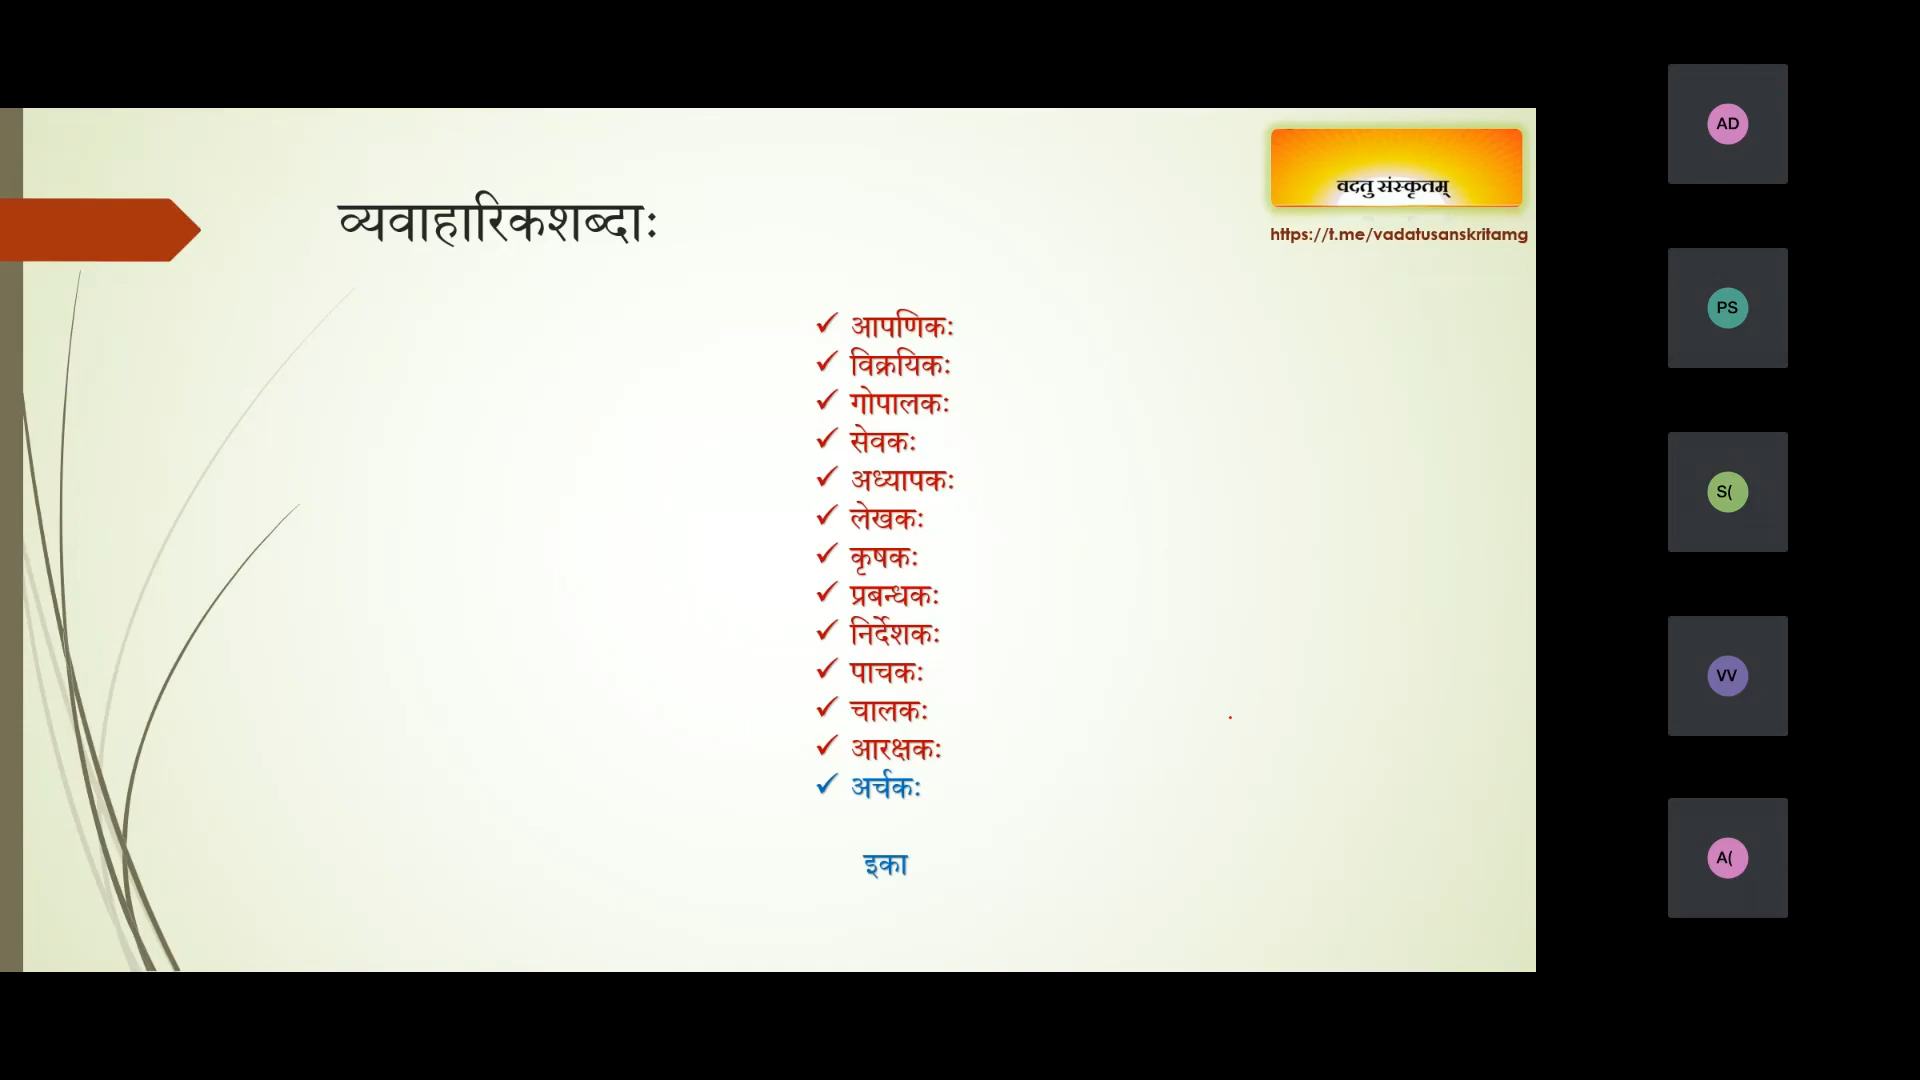 वदतु संस्कृतम्
https://t.me/vadatusanskritamg
व्यवाहारिकशब्दाः
आपणिकः
विक्रयिकः
गोपालकः
सेवकः
अध्यापकः
लेखकः
कृषकः
प्रबन्धकः
निर्देशकः
पाचकः
चालकः
आरक्षकः
अर्चकः
इका
AD
PS
S(
VV
A(